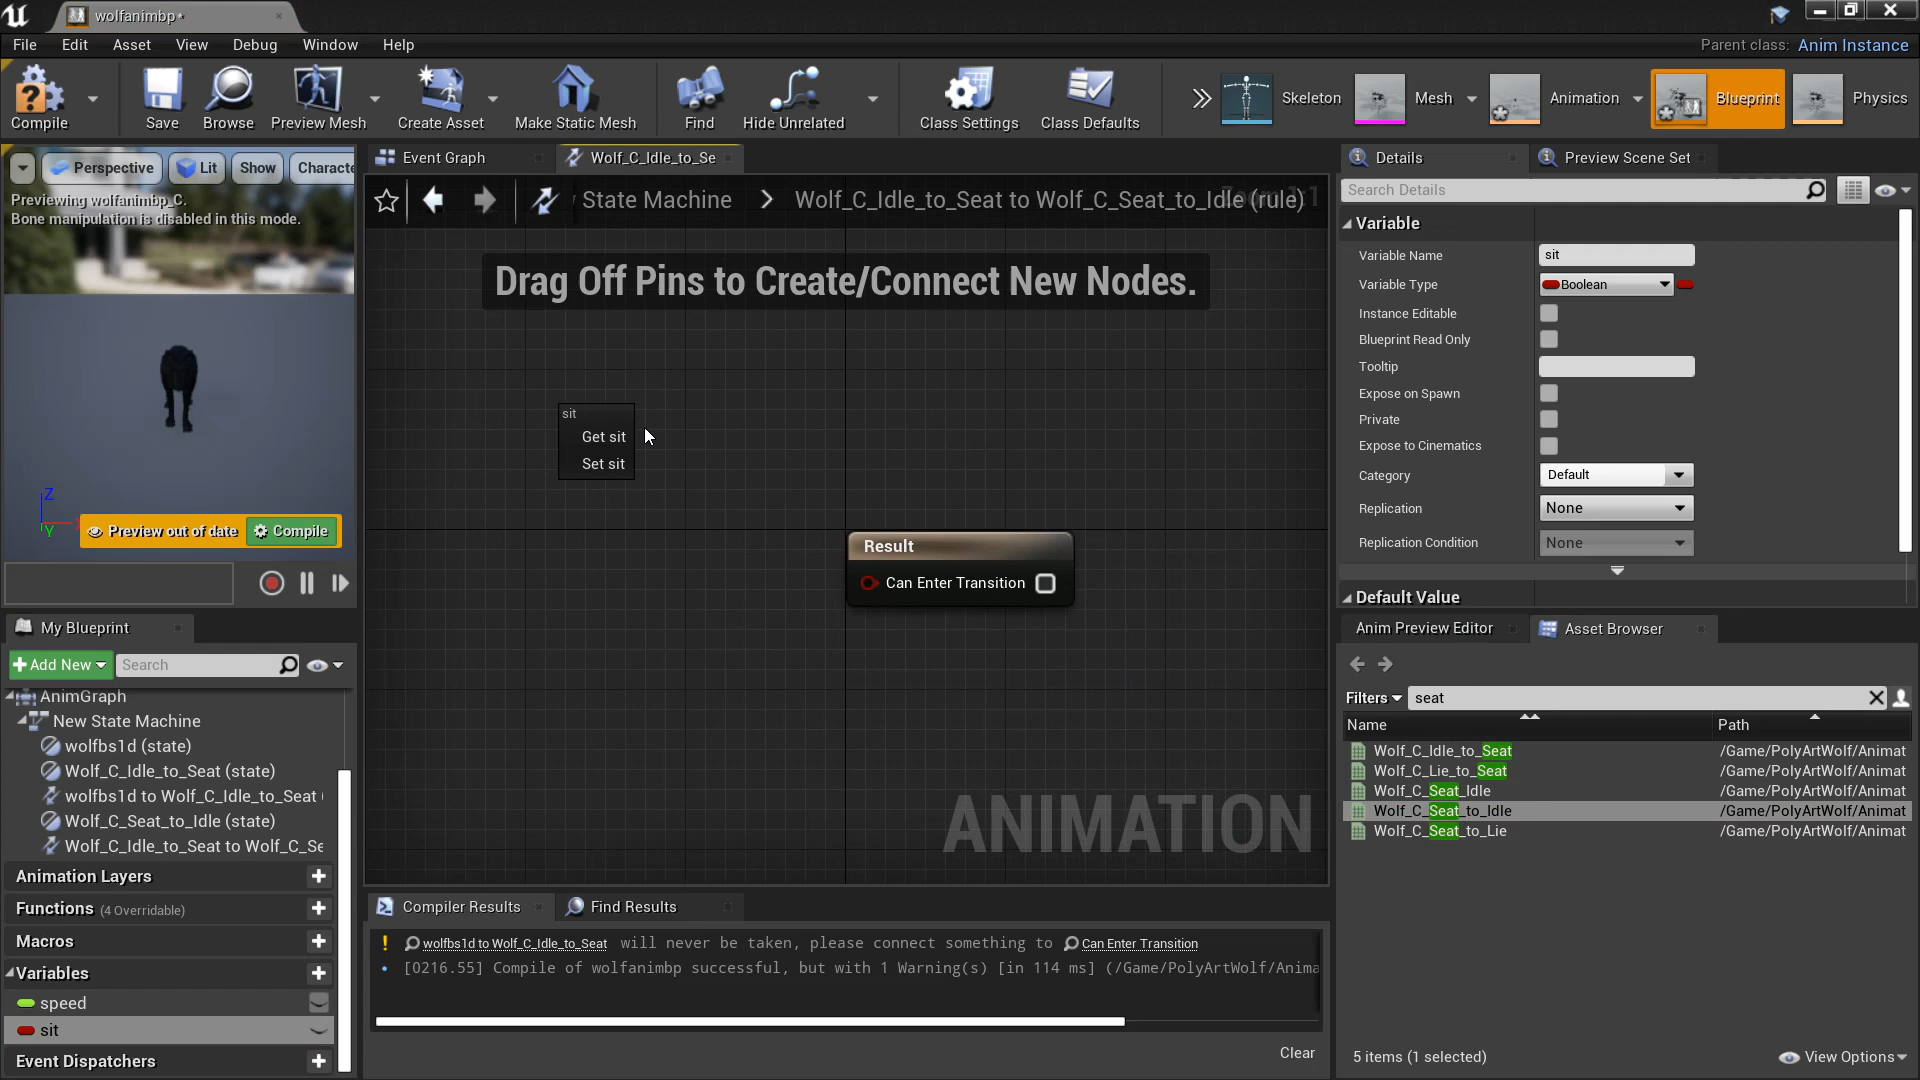 wolfanimbp*
File Edit Asset View Debug Window Help
Parent class: Anim Instance
Compile Save Browse Preview Mesh Create Asset Make Static Mesh Find Hide Unrelated Class Settings Class Defaults Skeleton Mesh Animation Blueprint Physics
Perspective Lit Show Characte
Previewing wolfanimbp_C.
Bone manipulation is disabled in this mode.
Z
Y
Preview out of date Compile
My Blueprint
Add New Search
AnimGraph
New State Machine
wolfbs1d (state)
Wolf_C_Idle_to_Seat (state)
wolfbs1d to Wolf_C_Idle_to_Seat (
Wolf_C_Seat_to_Idle (state)
Wolf_C_Idle_to_Seat to Wolf_C_Se
Animation Layers
Functions (4 Overridable)
Macros
Variables
speed
sit
Event Dispatchers
Event Graph Wolf_C_Idle_to_Se
State Machine > Wolf_C_Idle_to_Seat to Wolf_C_Seat_to_Idle (rule)
Zoom 1:1
Drag Off Pins to Create/Connect New Nodes.
sit
Get sit
Set sit
Result
Can Enter Transition
ANIMATION
Compiler Results Find Results
! wolfbs1d to Wolf_C_Idle_to_Seat will never be taken, please connect something to Can Enter Transition
• [0216.55] Compile of wolfanimbp successful, but with 1 Warning(s) [in 114 ms] (/Game/PolyArtWolf/Anima
Clear
Details Preview Scene Set
Search Details
Variable
Variable Name sit
Variable Type Boolean
Instance Editable
Blueprint Read Only
Tooltip
Expose on Spawn
Private
Expose to Cinematics
Category Default
Replication None
Replication Condition None
Default Value
Anim Preview Editor Asset Browser
Filters seat
Name Path
Wolf_C_Idle_to_Seat /Game/PolyArtWolf/Animat
Wolf_C_Lie_to_Seat /Game/PolyArtWolf/Animat
Wolf_C_Seat_Idle /Game/PolyArtWolf/Animat
Wolf_C_Seat_to_Idle /Game/PolyArtWolf/Animat
Wolf_C_Seat_to_Lie /Game/PolyArtWolf/Animat
5 items (1 selected) View Options